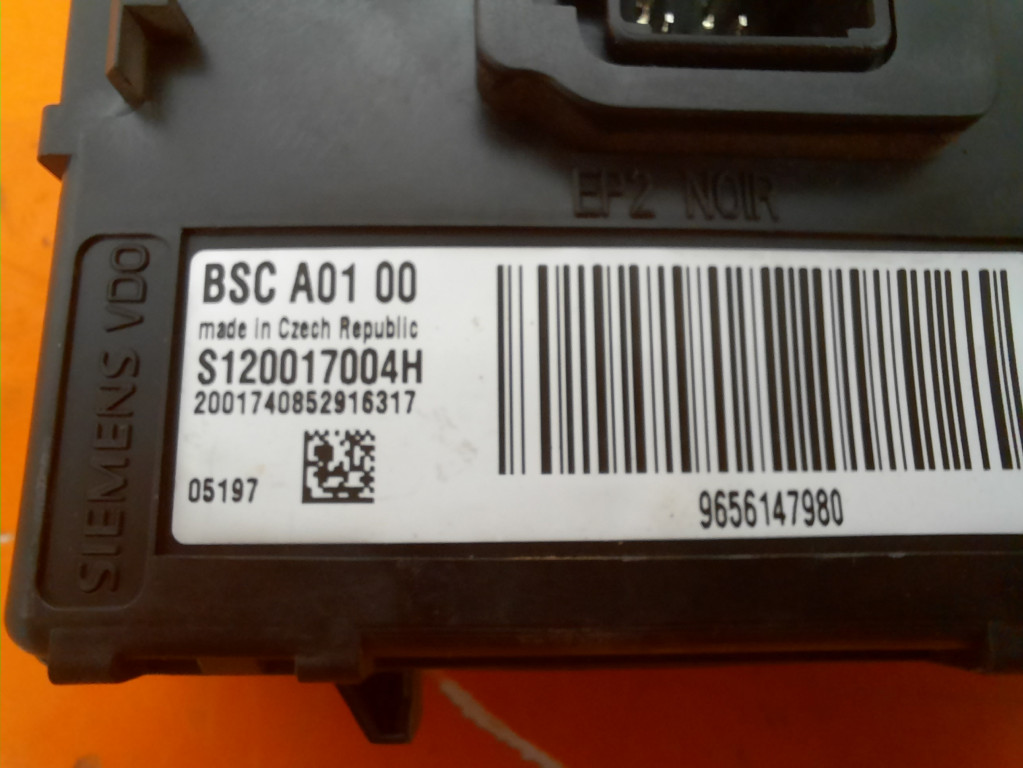 EP2 NOIR
SIEMENS VDO
BSC A01 00
made in Czech Republic
S120017004H
2001740852916317
05197
9656147980